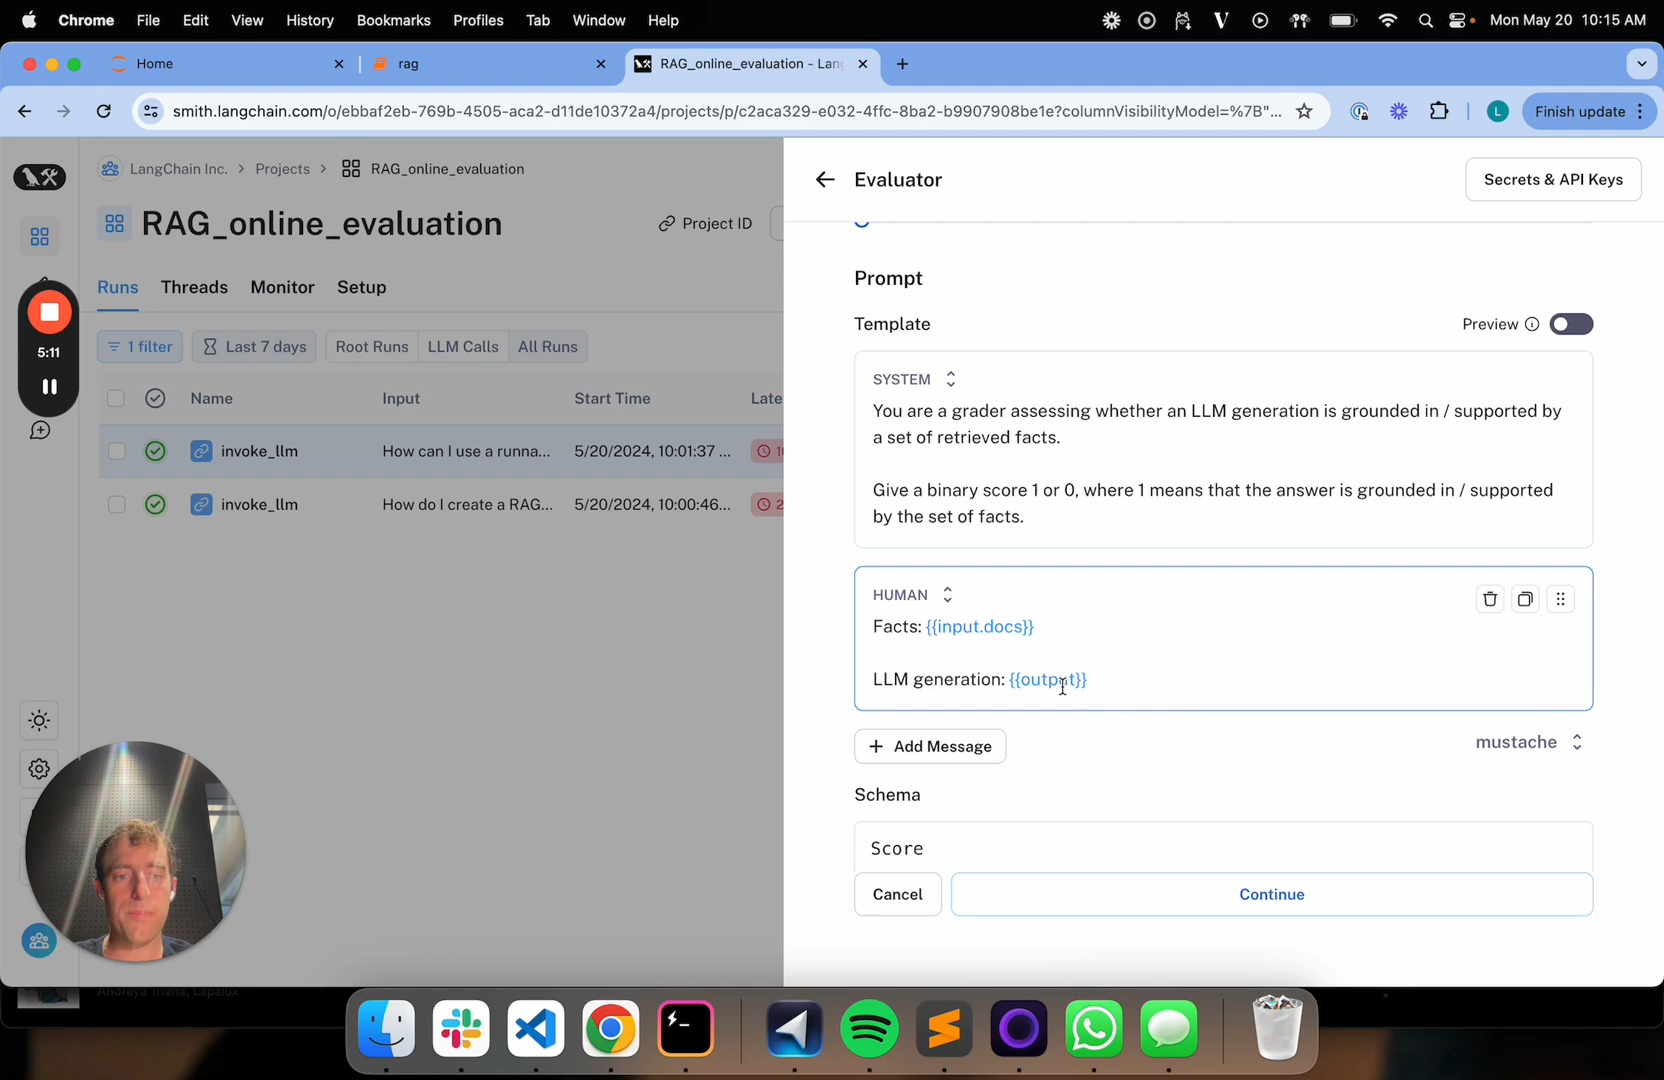 Chrome File Edit View History Bookmarks Profiles Tab Window Help V Mon May 20 10:15 AM
Home rag RAG_online_evaluation - Lan
smith.langchain.com/o/ebbaf2eb-769b-4505-aca2-d11de10372a4/projects/p/c2aca329-e032-4ffc-8ba2-b9907908be1e?columnVisibilityModel=%7B"... L Finish update
LangChain Inc. > Projects > RAG_online_evaluation
RAG_online_evaluation Project ID
Runs Threads Monitor Setup
5:11
1 filter Last 7 days Root Runs LLM Calls All Runs
Name Input Start Time Late
invoke_llm How can I use a runna... 5/20/2024, 10:01:37 ... 1
invoke_llm How do I create a RAG... 5/20/2024, 10:00:46... 2
Andreya Triana, Lapalux
Evaluator Secrets & API Keys
Prompt
Template Preview
SYSTEM
You are a grader assessing whether an LLM generation is grounded in / supported by
a set of retrieved facts.
Give a binary score 1 or 0, where 1 means that the answer is grounded in / supported
by the set of facts.
HUMAN
Facts: {{input.docs}}
LLM generation: {{output}}
+ Add Message mustache
Schema
Score
Cancel Continue